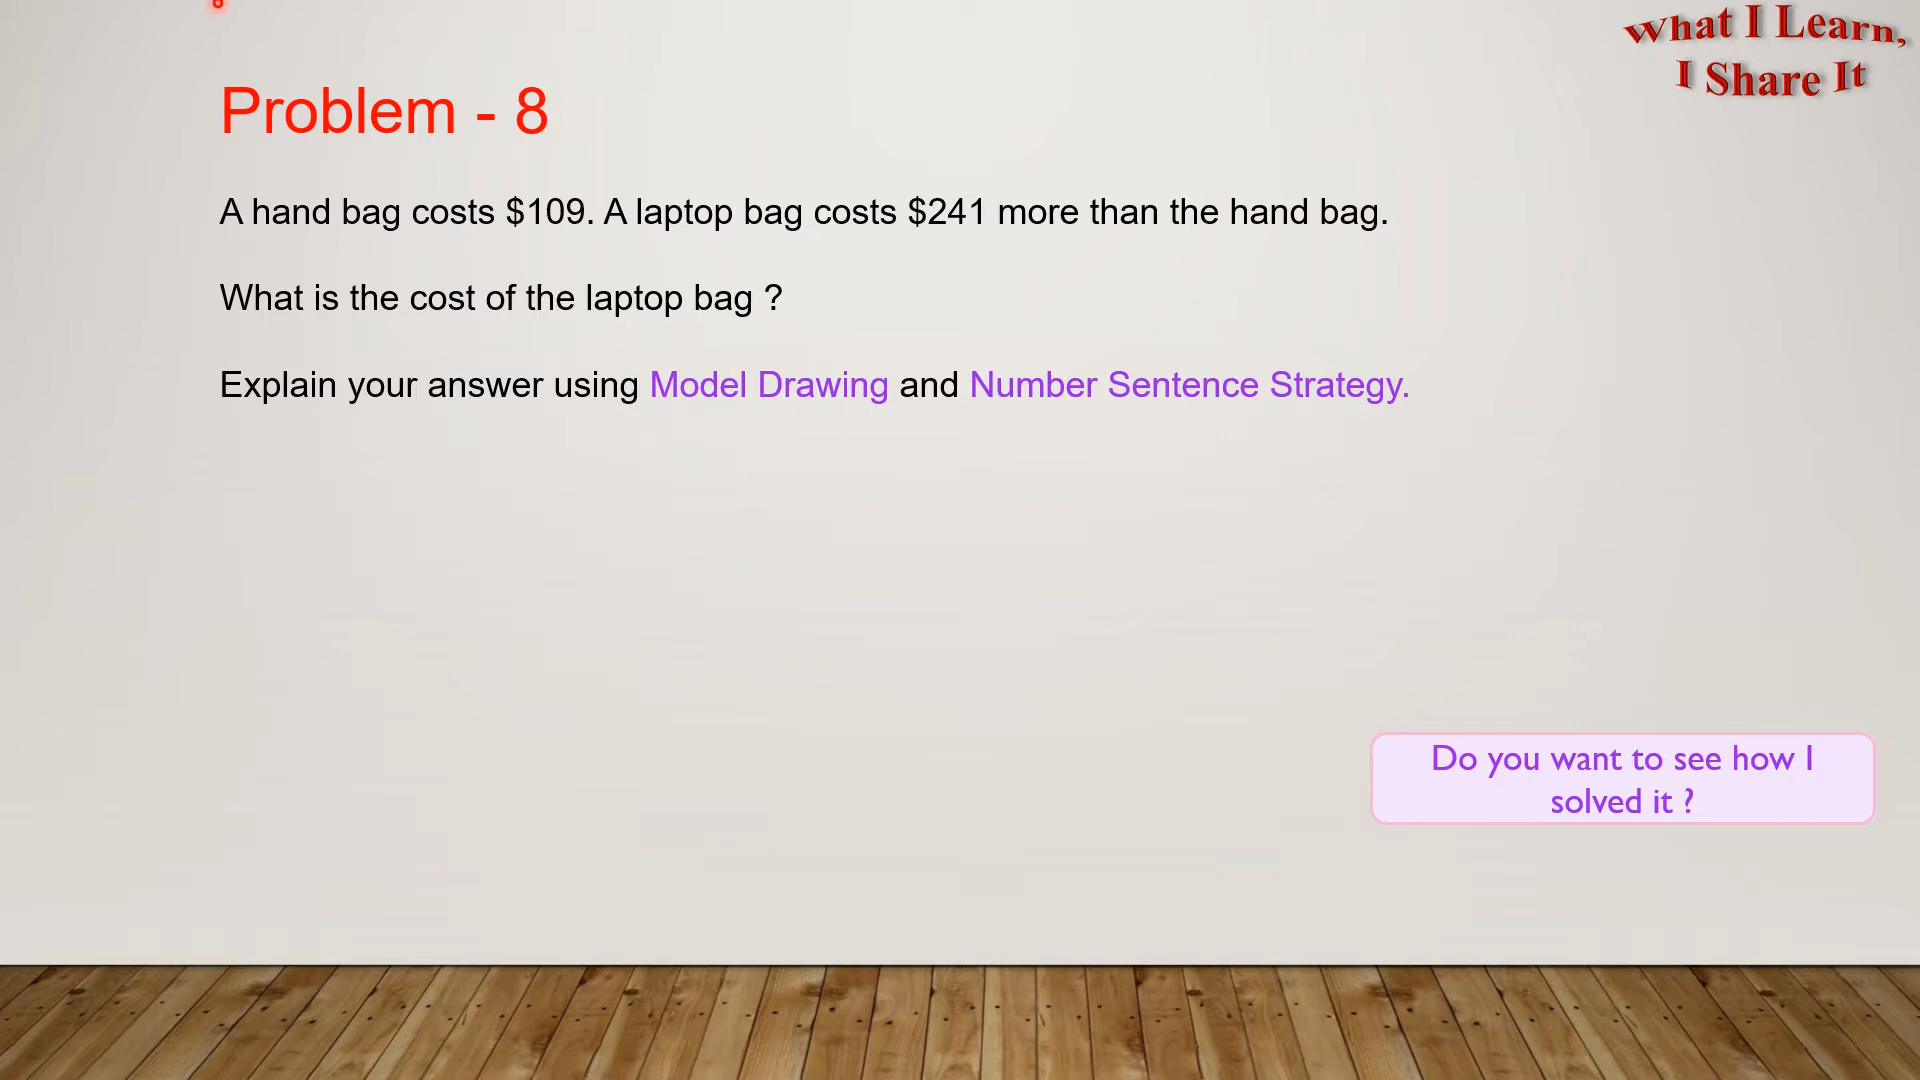 What I Learn,
I Share It
Problem - 8
A hand bag costs $109. A laptop bag costs $241 more than the hand bag.
What is the cost of the laptop bag ?
Explain your answer using Model Drawing and Number Sentence Strategy.
Do you want to see how I
solved it ?